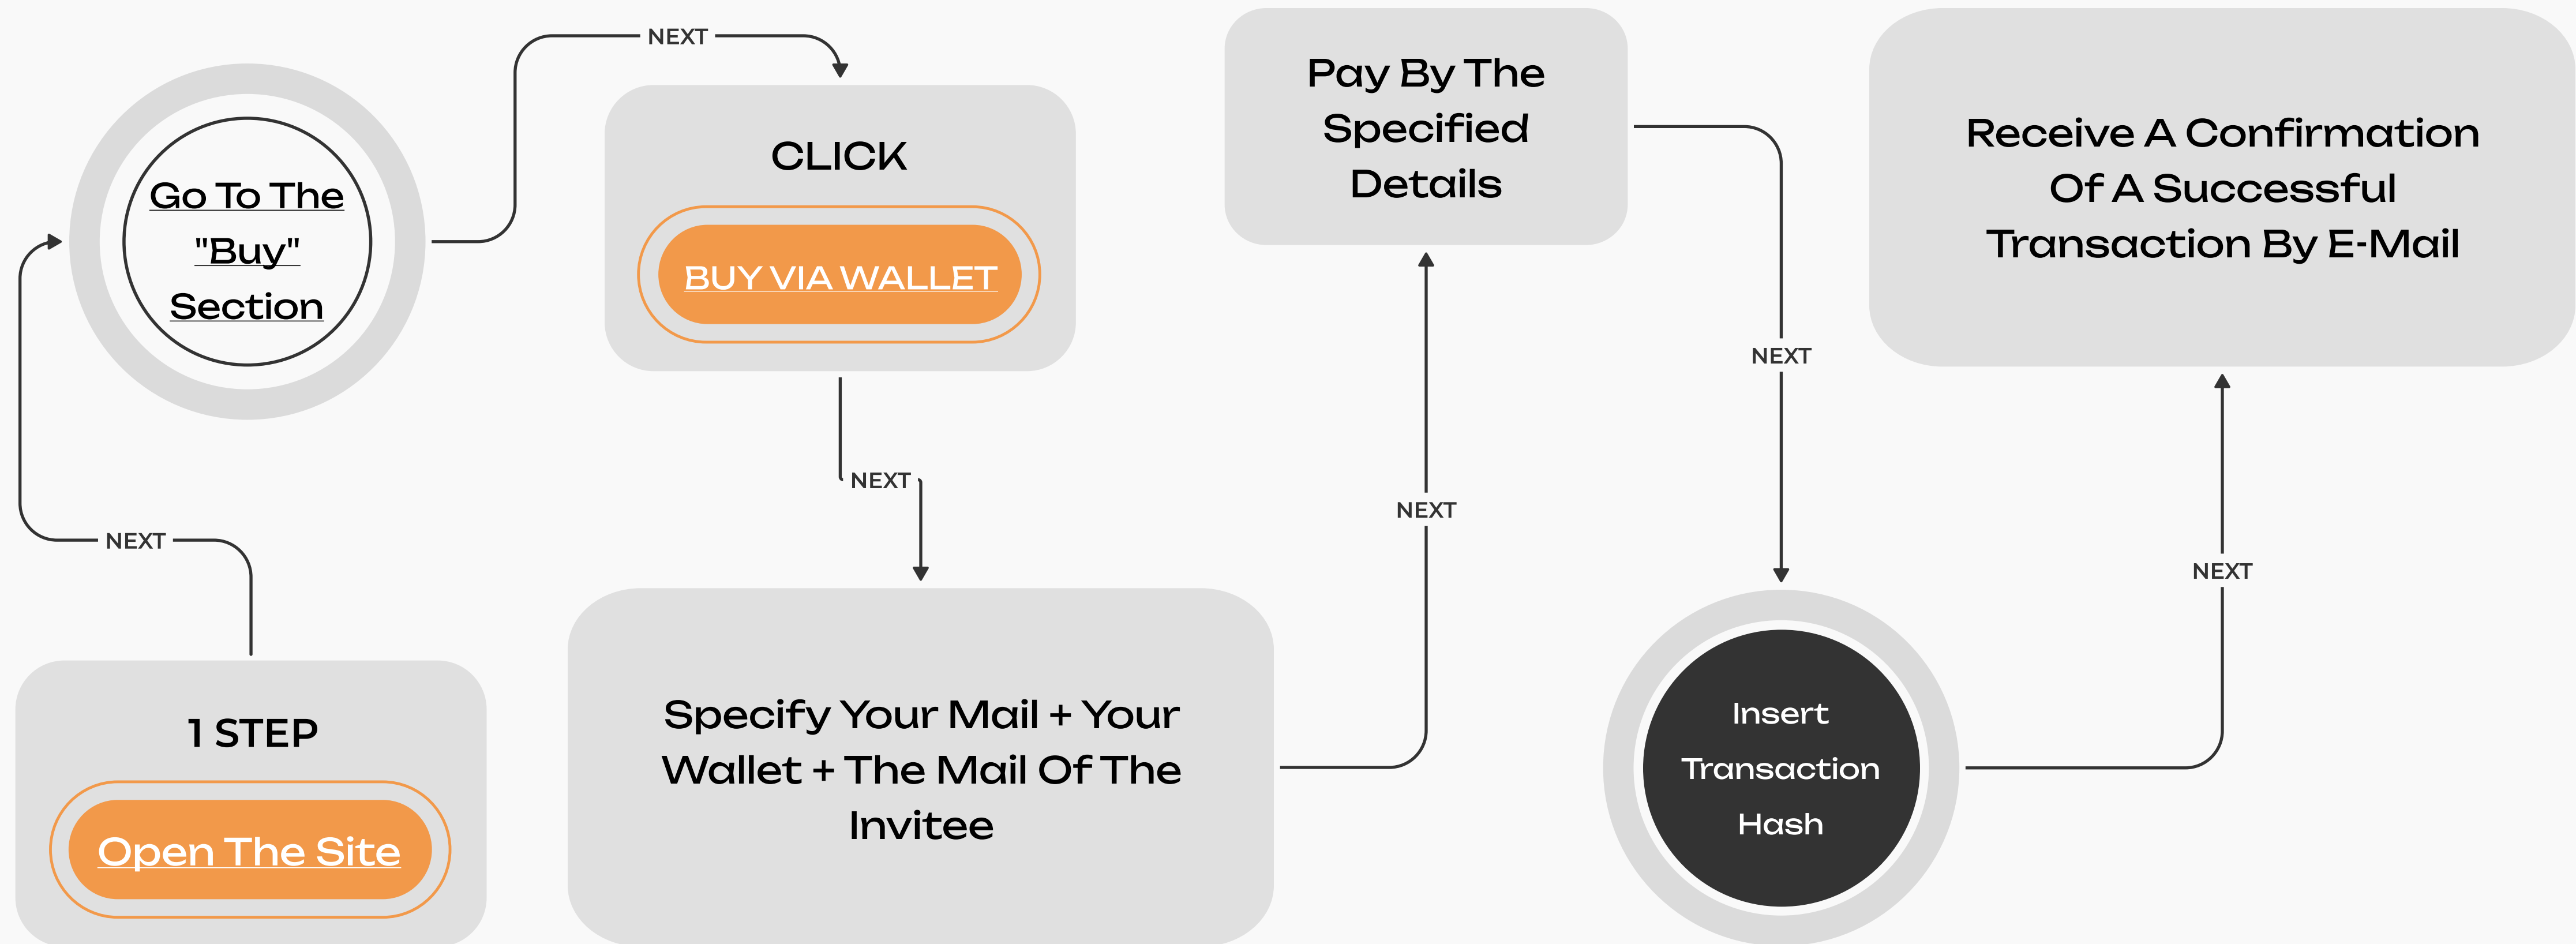 1 STEP
Open The Site
NEXT
Go To The
"Buy"
Section
NEXT
CLICK
BUY VIA WALLET
NEXT
Specify Your Mail + Your
Wallet + The Mail Of The
Invitee
NEXT
Pay By The
Specified
Details
NEXT
Insert
Transaction
Hash
NEXT
Receive A Confirmation
Of A Successful
Transaction By E-Mail